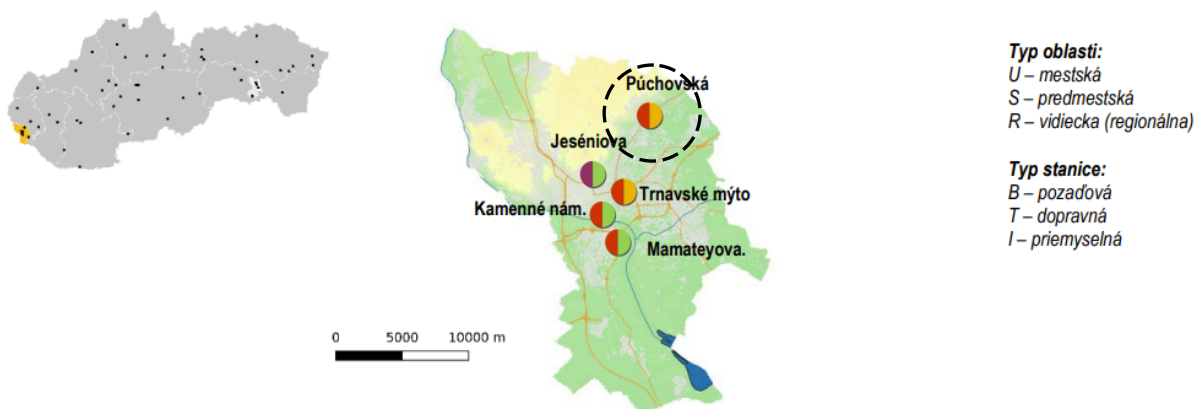 Púchovská
Jeséniova
Trnavské mýto
Kamenné nám.
Mamateyova.
0 5000 10000 m
Typ oblasti:
U – mestská
S – predmestská
R – vidiecka (regionálna)
Typ stanice:
B – pozaďová
T – dopravná
I – priemyselná